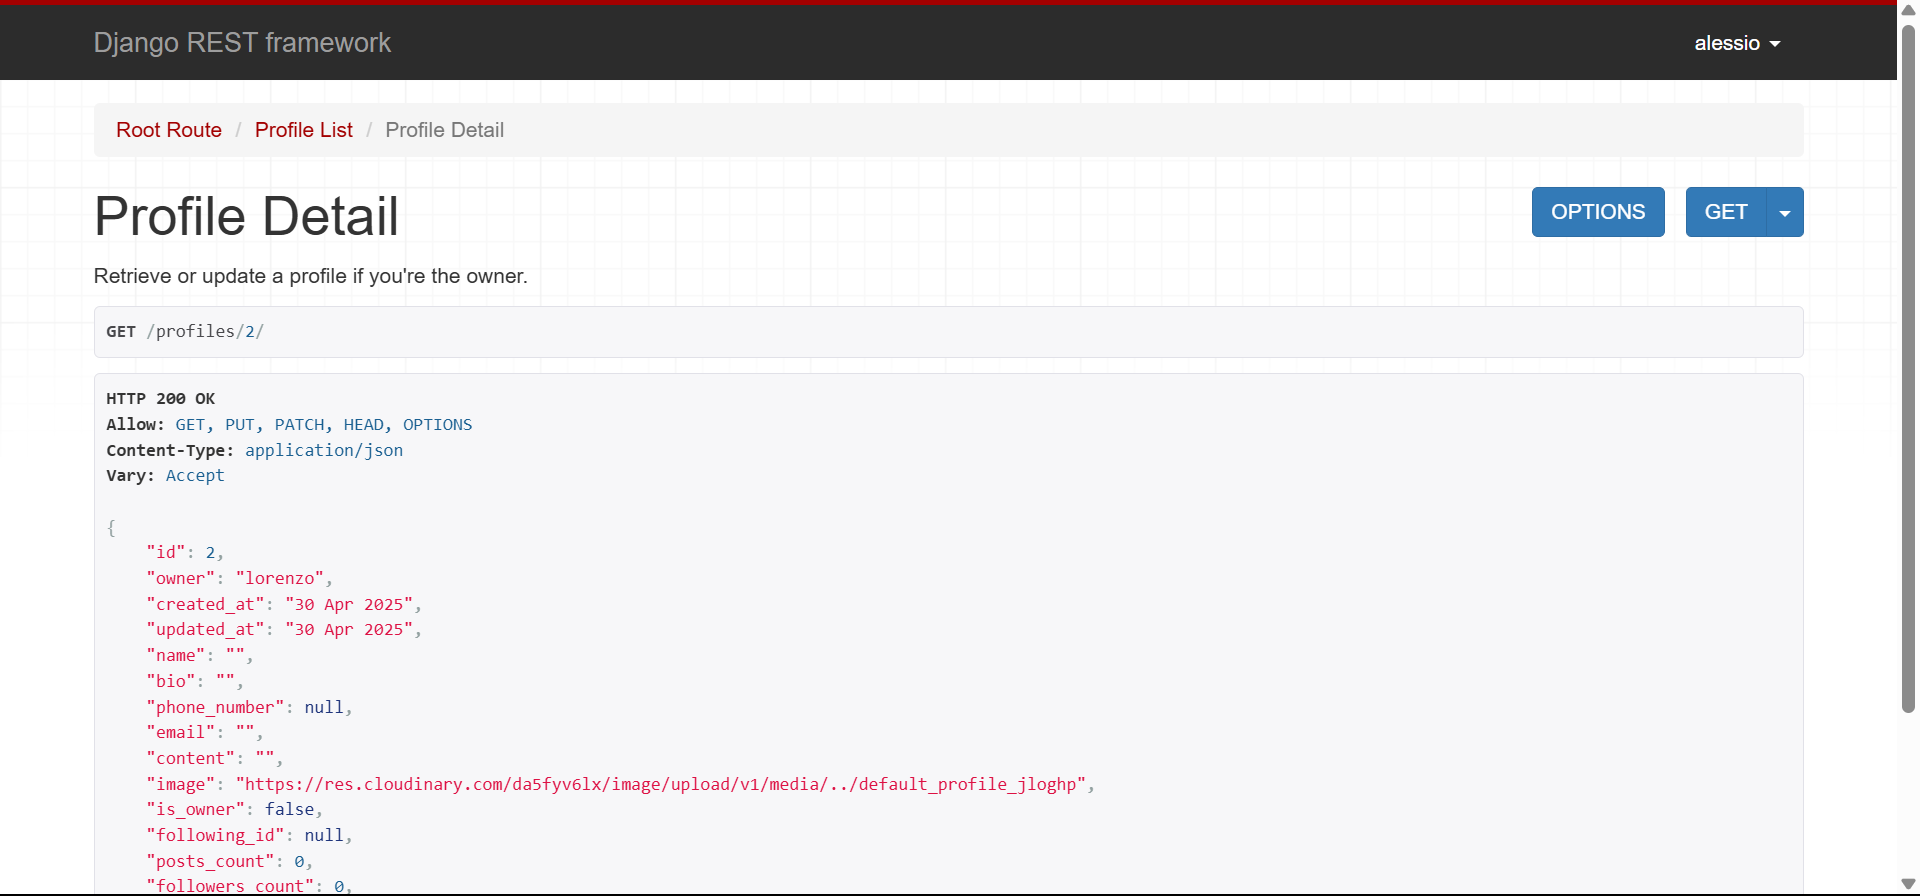 Django REST framework
alessio
Root Route / Profile List / Profile Detail
Profile Detail
OPTIONS
GET
Retrieve or update a profile if you're the owner.
GET /profiles/2/
HTTP 200 OK
Allow: GET, PUT, PATCH, HEAD, OPTIONS
Content-Type: application/json
Vary: Accept
{
    "id": 2,
    "owner": "lorenzo",
    "created_at": "30 Apr 2025",
    "updated_at": "30 Apr 2025",
    "name": "",
    "bio": "",
    "phone_number": null,
    "email": "",
    "content": "",
    "image": "https://res.cloudinary.com/da5fyv6lx/image/upload/v1/media/../default_profile_jloghp",
    "is_owner": false,
    "following_id": null,
    "posts_count": 0,
    "followers_count": 0,